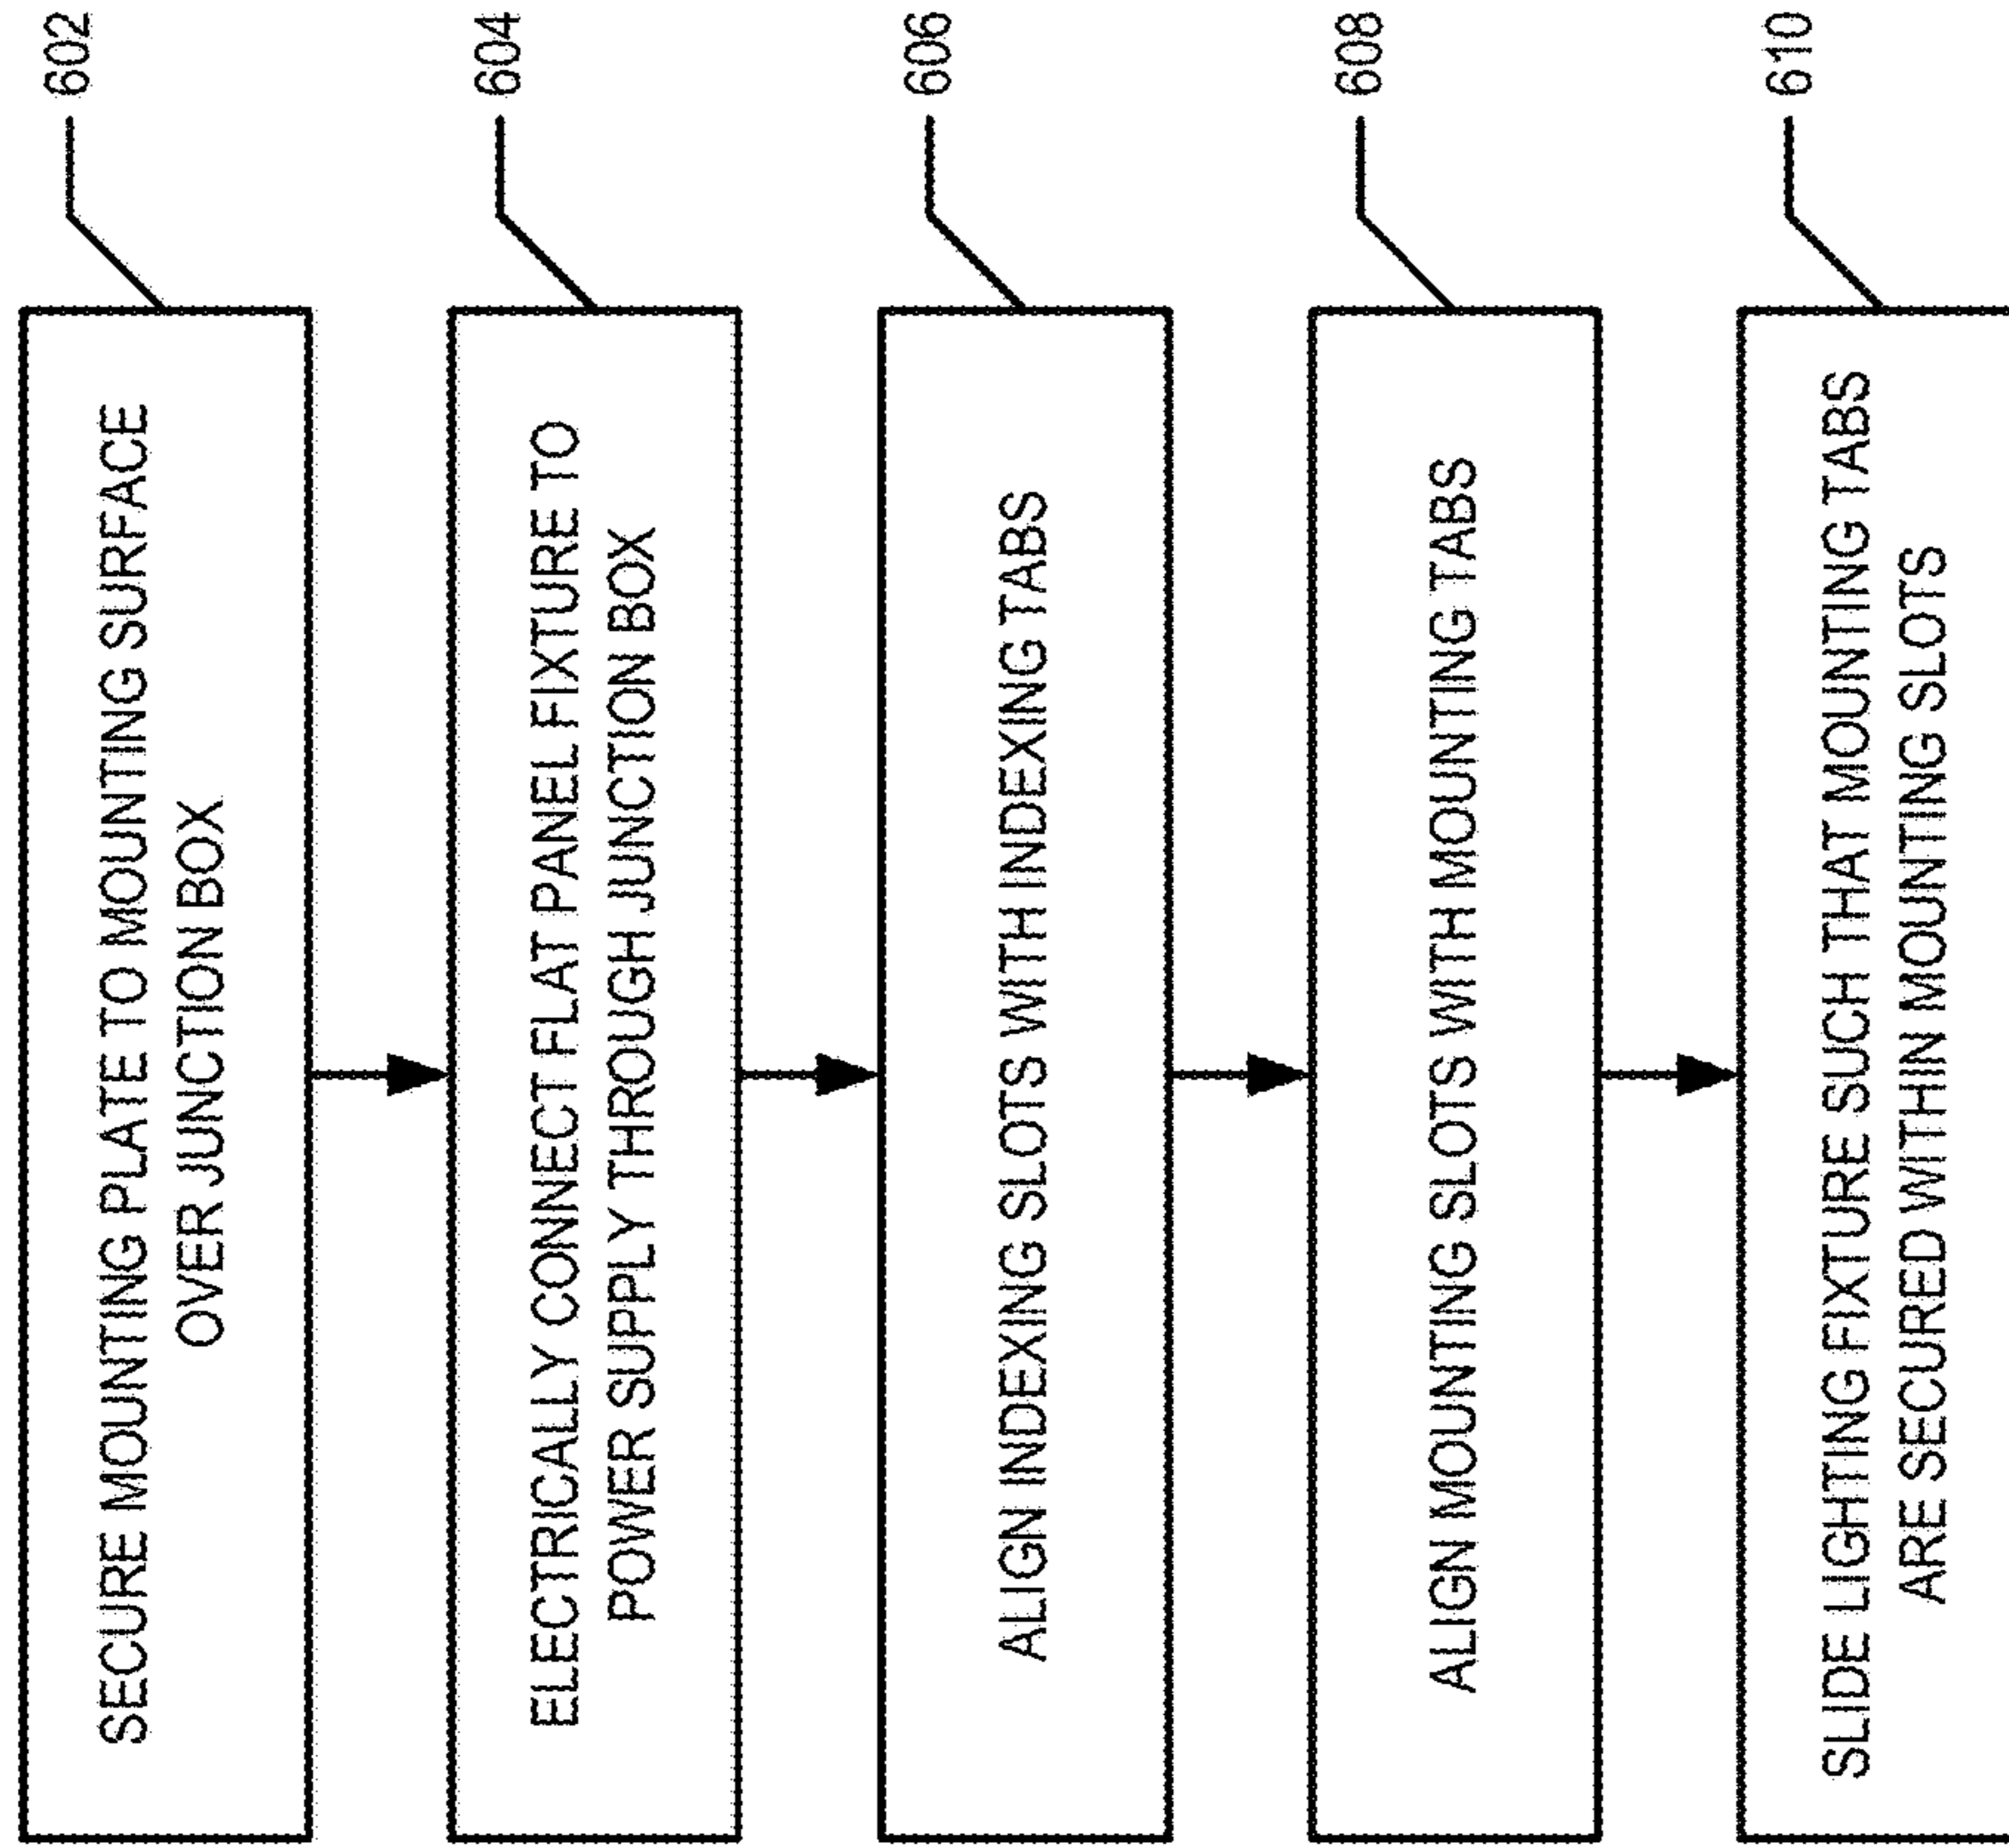 SECURE MOUNTING PLATE TO MOUNTING SURFACE
OVER JUNCTION BOX
602
ELECTRICALLY CONNECT FLAT PANEL FIXTURE TO
POWER SUPPLY THROUGH JUNCTION BOX
604
ALIGN INDEXING SLOTS WITH INDEXING TABS
606
ALIGN MOUNTING SLOTS WITH MOUNTING TABS
608
SLIDE LIGHTING FIXTURE SUCH THAT MOUNTING TABS
ARE SECURED WITHIN MOUNTING SLOTS
610